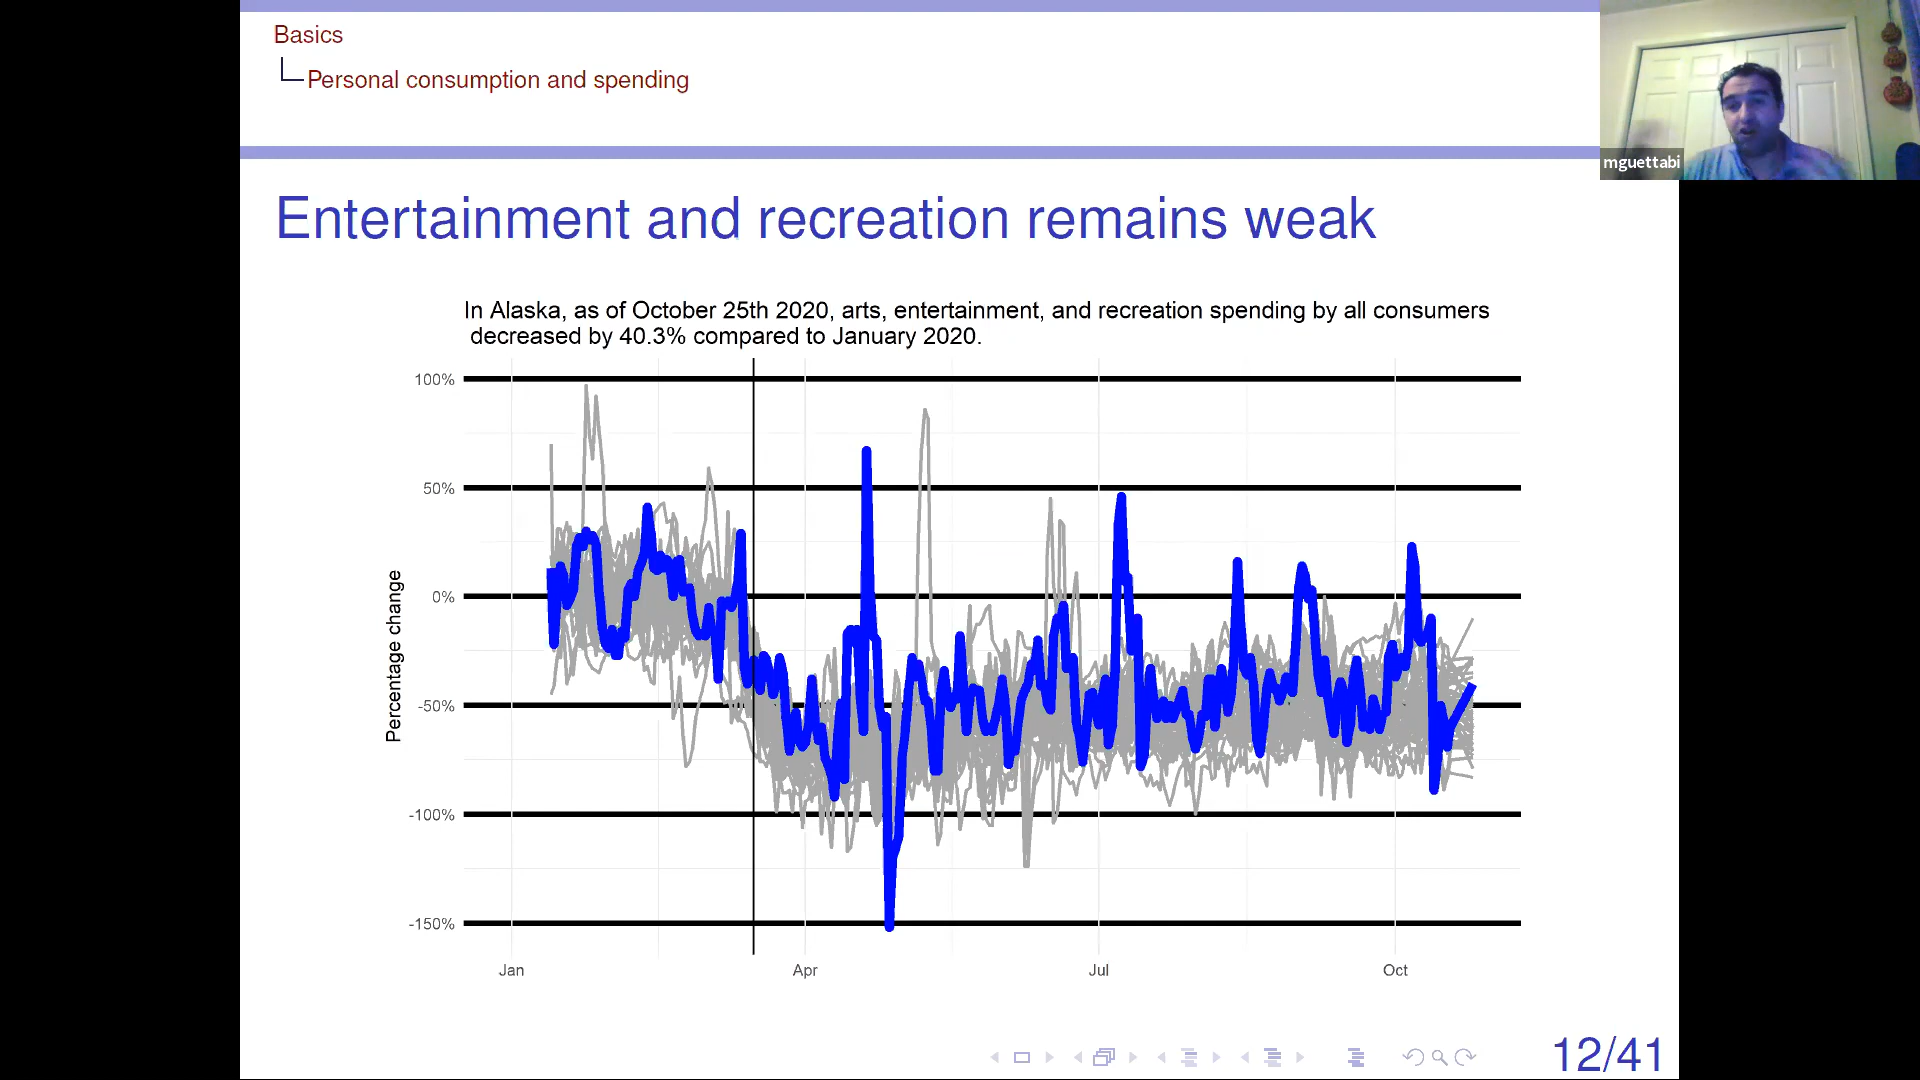 Basics
Personal consumption and spending
mguettabi
Entertainment and recreation remains weak
In Alaska, as of October 25th 2020, arts, entertainment, and recreation spending by all consumers
decreased by 40.3% compared to January 2020.
100%
50%
0%
-50%
-100%
-150%
Percentage change
Jan
Apr
Jul
Oct
12/41